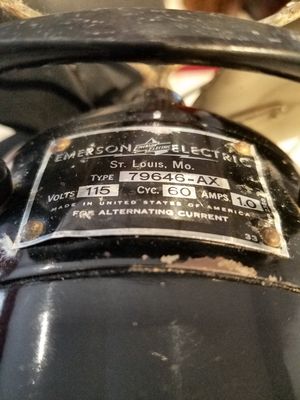 EMERSON ELECTRIC
ST. LOUIS, MO.
TYPE 79646-AX
VOLTS 115 CYC. 60 AMPS. 1.0
MADE IN UNITED STATES OF AMERICA
FOR ALTERNATING CURRENT
33